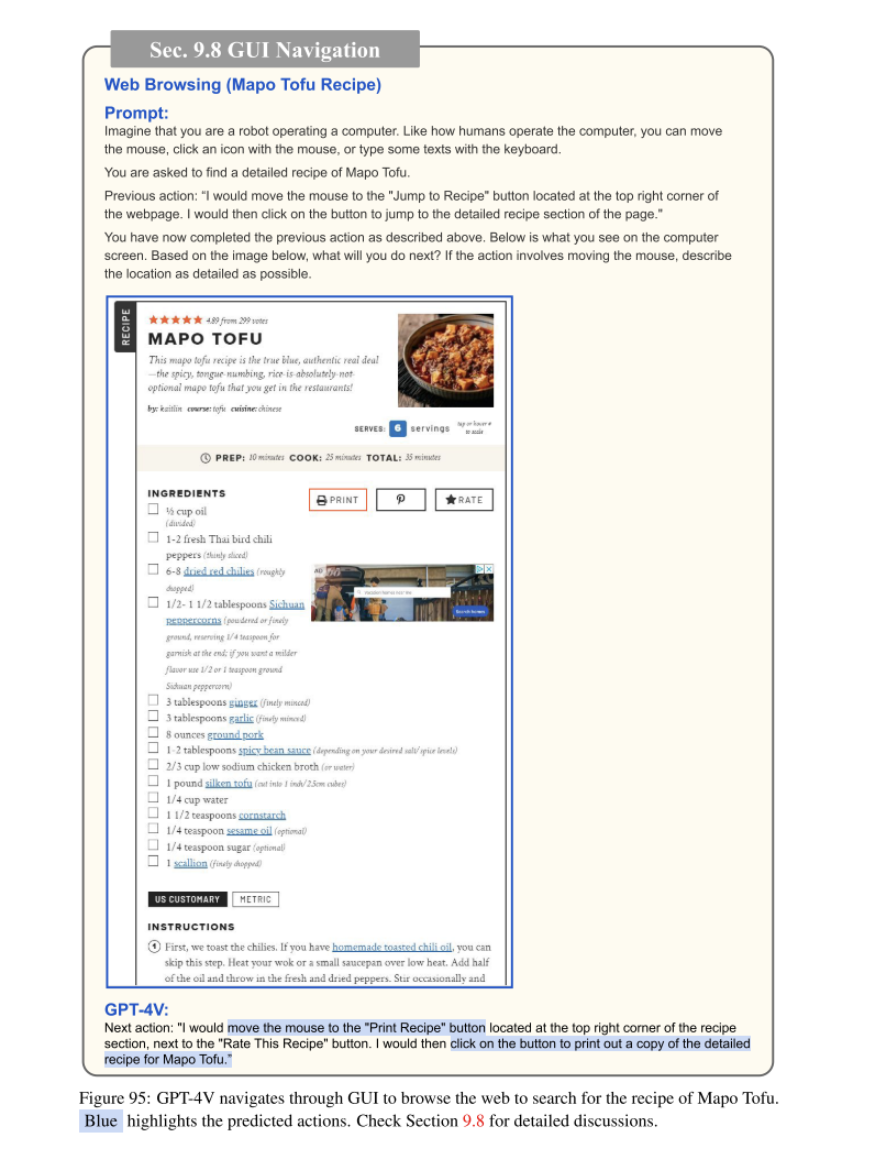 Sec. 9.8 GUI Navigation
Web Browsing (Mapo Tofu Recipe)
Prompt:
Imagine that you are a robot operating a computer. Like how humans operate the computer, you can move
the mouse, click an icon with the mouse, or type some texts with the keyboard.
You are asked to find a detailed recipe of Mapo Tofu.
Previous action: “I would move the mouse to the "Jump to Recipe" button located at the top right corner of
the webpage. I would then click on the button to jump to the detailed recipe section of the page."
You have now completed the previous action as described above. Below is what you see on the computer
screen. Based on the image below, what will you do next? If the action involves moving the mouse, describe
the location as detailed as possible.
RECIPE
4.89 from 299 votes
MAPO TOFU
This mapo tofu recipe is the true blue, authentic real deal
—the spicy, tongue-numbing, rice-is-absolutely-not-
optional mapo tofu that you get in the restaurants!
by: kaitlin course: tofu cuisine: chinese
SERVES: 6 servings
tap or hover
to scale
PREP: 10 minutes COOK: 25 minutes TOTAL: 35 minutes
INGREDIENTS
PRINT
RATE
½ cup oil
(divided)
1-2 fresh Thai bird chili
peppers (thinly sliced)
6-8 dried red chilies (roughly
chopped)
1/2- 1 1/2 tablespoons Sichuan
peppercorns (powdered or finely
ground, reserving 1/4 teaspoon for
garnish at the end; if you want a milder
flavor use 1/2 or 1 teaspoon ground
Sichuan peppercorn)
AD
Search homes
3 tablespoons ginger (finely minced)
3 tablespoons garlic (finely minced)
8 ounces ground pork
1-2 tablespoons spicy bean sauce (depending on your desired salt/spice levels)
2/3 cup low sodium chicken broth (or water)
1 pound silken tofu (cut into 1 inch/2.5cm cubes)
1/4 cup water
1 1/2 teaspoons cornstarch
1/4 teaspoon sesame oil (optional)
1/4 teaspoon sugar (optional)
1 scallion (finely chopped)
US CUSTOMARY METRIC
INSTRUCTIONS
1 First, we toast the chilies. If you have homemade toasted chili oil, you can
skip this step. Heat your wok or a small saucepan over low heat. Add half
of the oil and throw in the fresh and dried peppers. Stir occasionally and
GPT-4V:
Next action: "I would move the mouse to the "Print Recipe" button located at the top right corner of the recipe
section, next to the "Rate This Recipe" button. I would then click on the button to print out a copy of the detailed
recipe for Mapo Tofu.”
Figure 95: GPT-4V navigates through GUI to browse the web to search for the recipe of Mapo Tofu.
Blue highlights the predicted actions. Check Section 9.8 for detailed discussions.